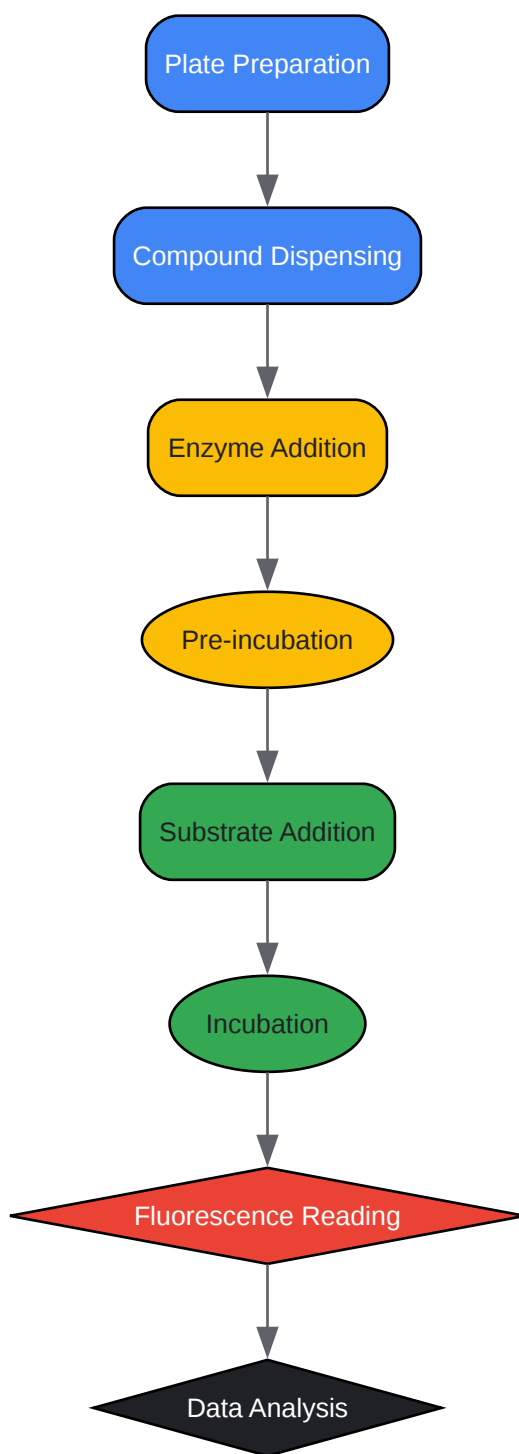 Plate Preparation
Compound Dispensing
Enzyme Addition
Pre-incubation
Substrate Addition
Incubation
Fluorescence Reading
Data Analysis